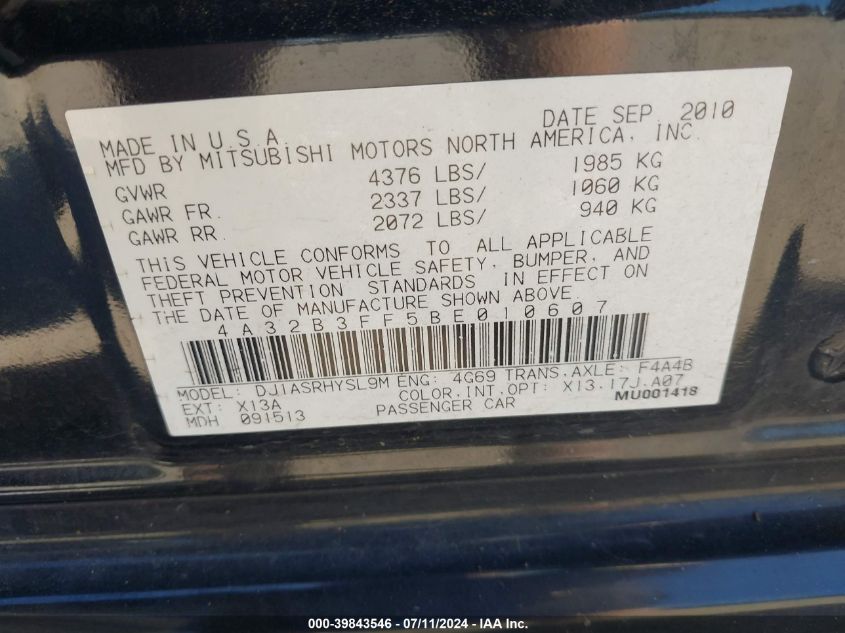 DATE SEP 2010
MADE IN U.S.A.
MFD BY MITSUBISHI MOTORS NORTH AMERICA, INC.
GVWR 4376 LBS/ 1985 KG
GAWR FR. 2337 LBS/ 1060 KG
GAWR RR. 2072 LBS/ 940 KG
THIS VEHICLE CONFORMS TO ALL APPLICABLE
FEDERAL MOTOR VEHICLE SAFETY, BUMPER, AND
THEFT PREVENTION STANDARDS IN EFFECT ON
THE DATE OF MANUFACTURE SHOWN ABOVE.
4A32B3FF5BE010607
MODEL: DJ1ASRHYSL9M ENG: 4G69 TRANS.AXLE: F4A4B
EXT: X13A COLOR.INT.OPT: X13.17J.A07
MDH 091513 PASSENGER CAR MU001418
000-39843546 - 07/11/2024 - IAA Inc.